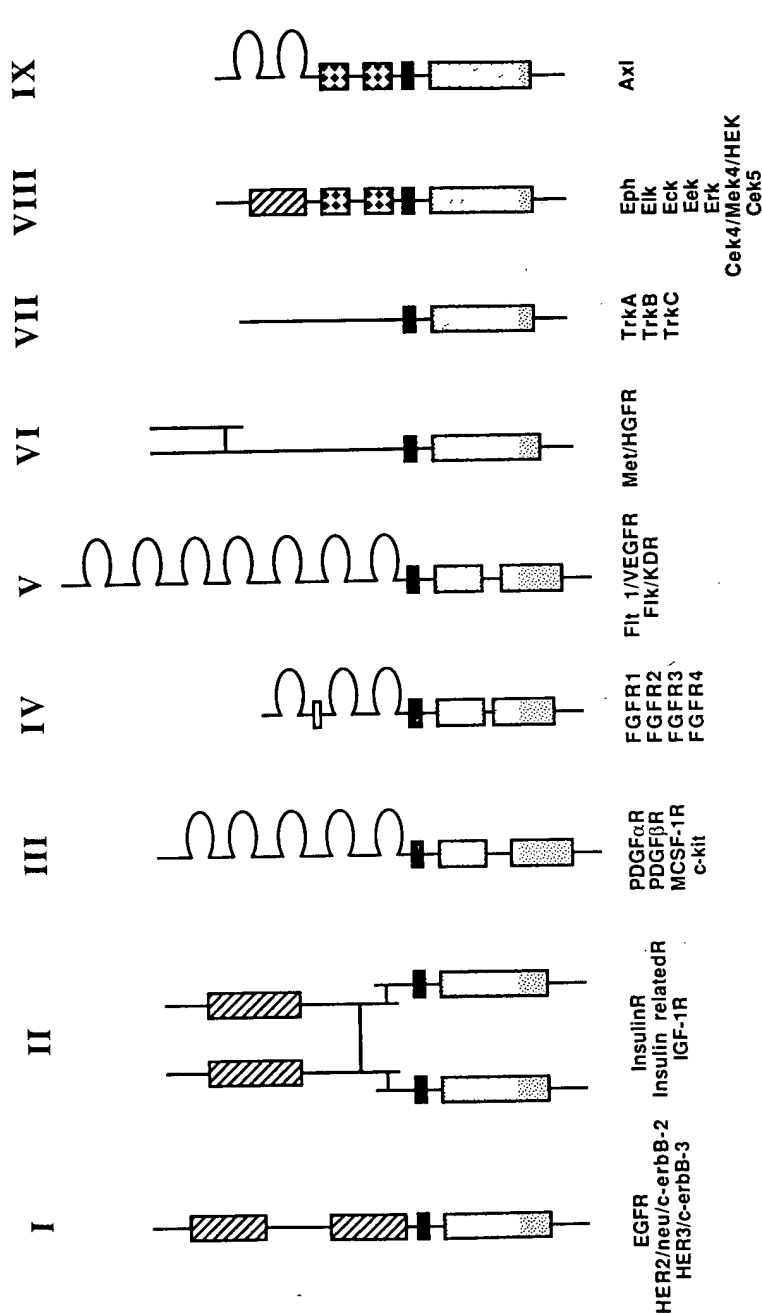 I
II
III
IV
V
VI
VII
VIII
IX
EGFR
HER2/neu/c-erbB-2
HER3/c-erbB-3
InsulinR
Insulin relatedR
IGF-1R
PDGFαR
PDGFβR
MCSF-1R
c-kit
FGFR1
FGFR2
FGFR3
FGFR4
Flt 1/VEGFR
Flk/KDR
Met/HGFR
TrkA
TrkB
TrkC
Eph
Elk
Eck
Eek
Erk
Cek4/Mek4/HEK
Cek5
Axl